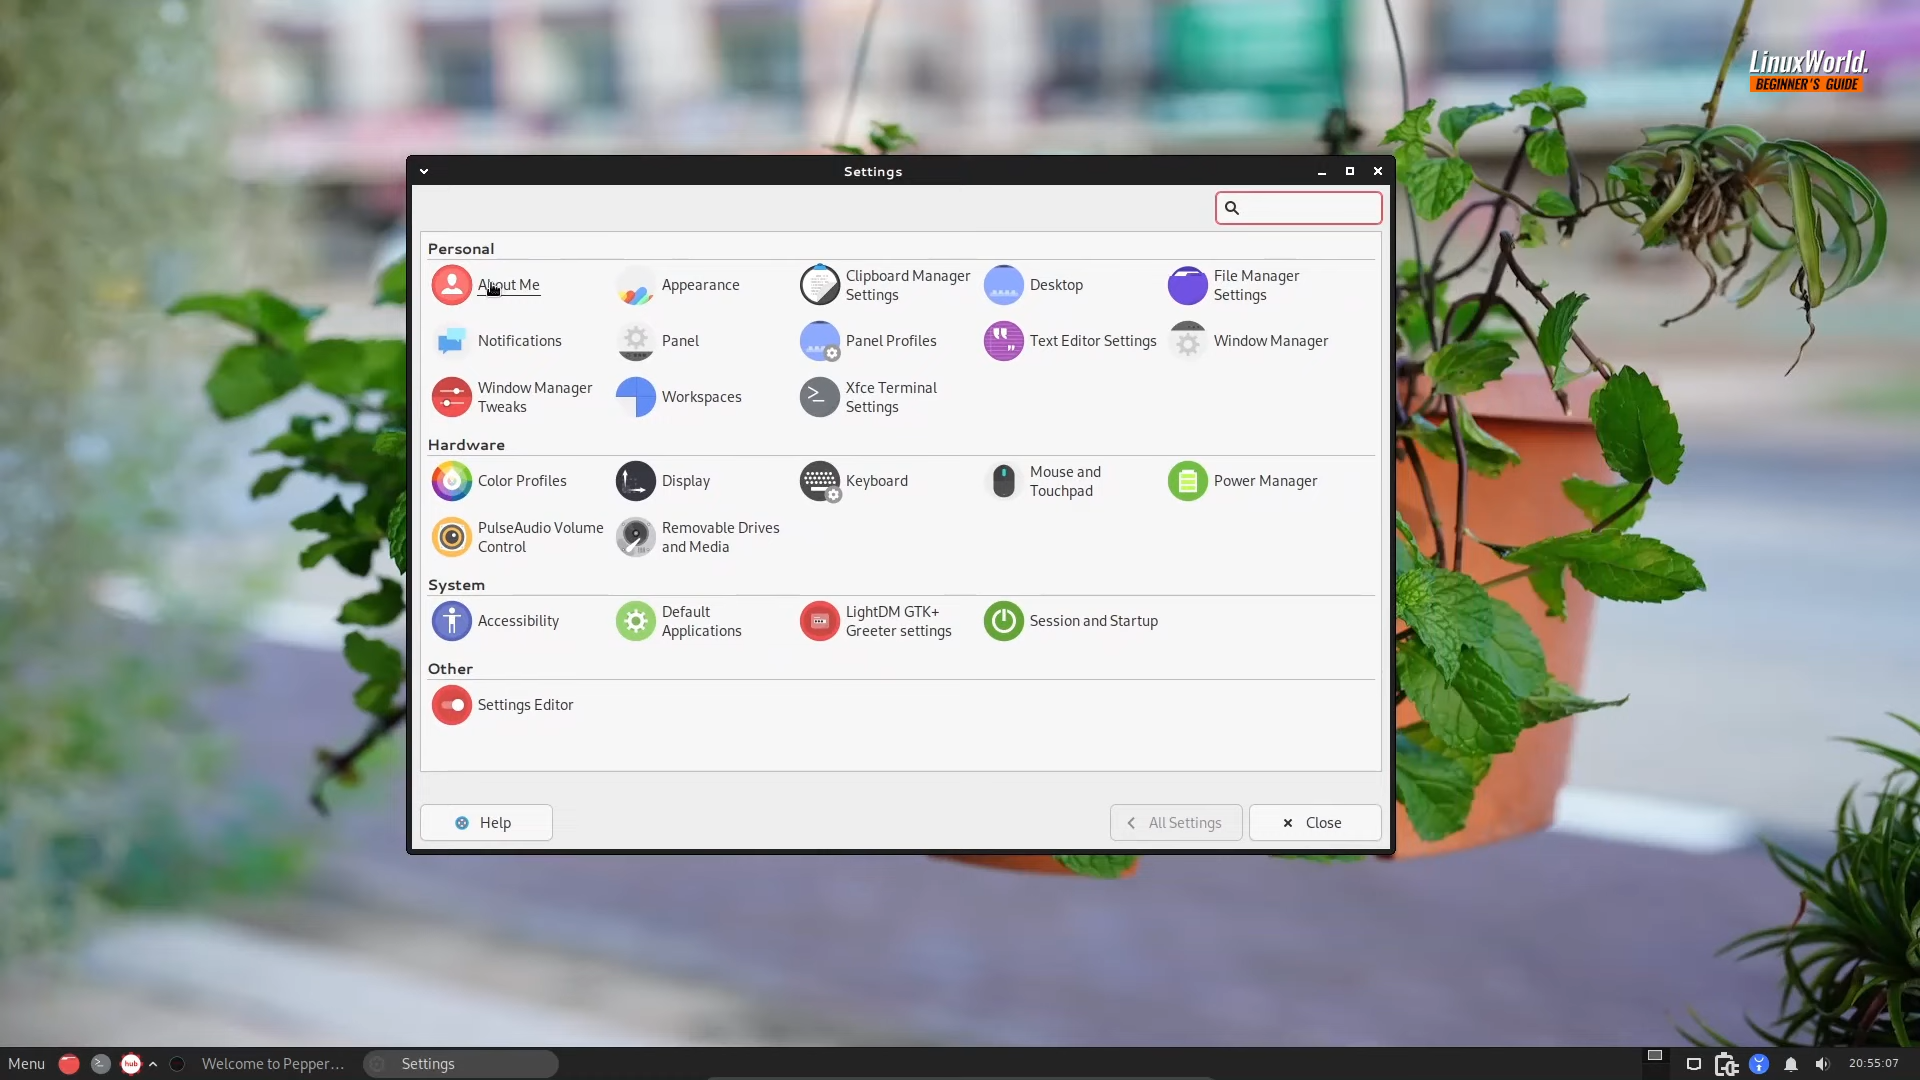 LinuxWorld.
BEGINNER'S GUIDE
Settings
Personal
About Me
Appearance
Clipboard Manager
Settings
Desktop
File Manager
Settings
Notifications
Panel
Panel Profiles
Text Editor Settings
Window Manager
Window Manager
Tweaks
Workspaces
Xfce Terminal
Settings
Hardware
Color Profiles
Display
Keyboard
Mouse and
Touchpad
Power Manager
PulseAudio Volume
Control
Removable Drives
and Media
System
Accessibility
Default
Applications
LightDM GTK+
Greeter settings
Session and Startup
Other
Settings Editor
Help
All Settings
Close
Menu
hub
Welcome to Pepper...
Settings
20:55:07